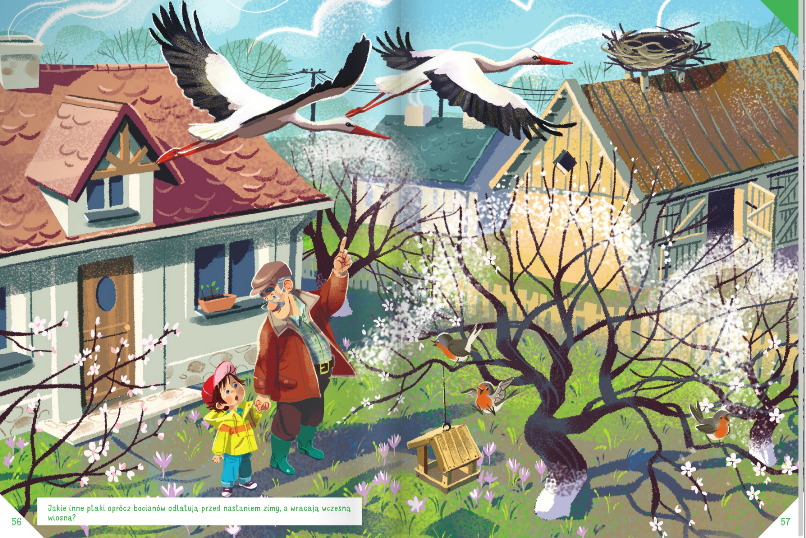 Jakie inne ptaki oprócz bocianów odlatują przed nastaniem zimy, a wracają wczesną
wiosną?
56
57